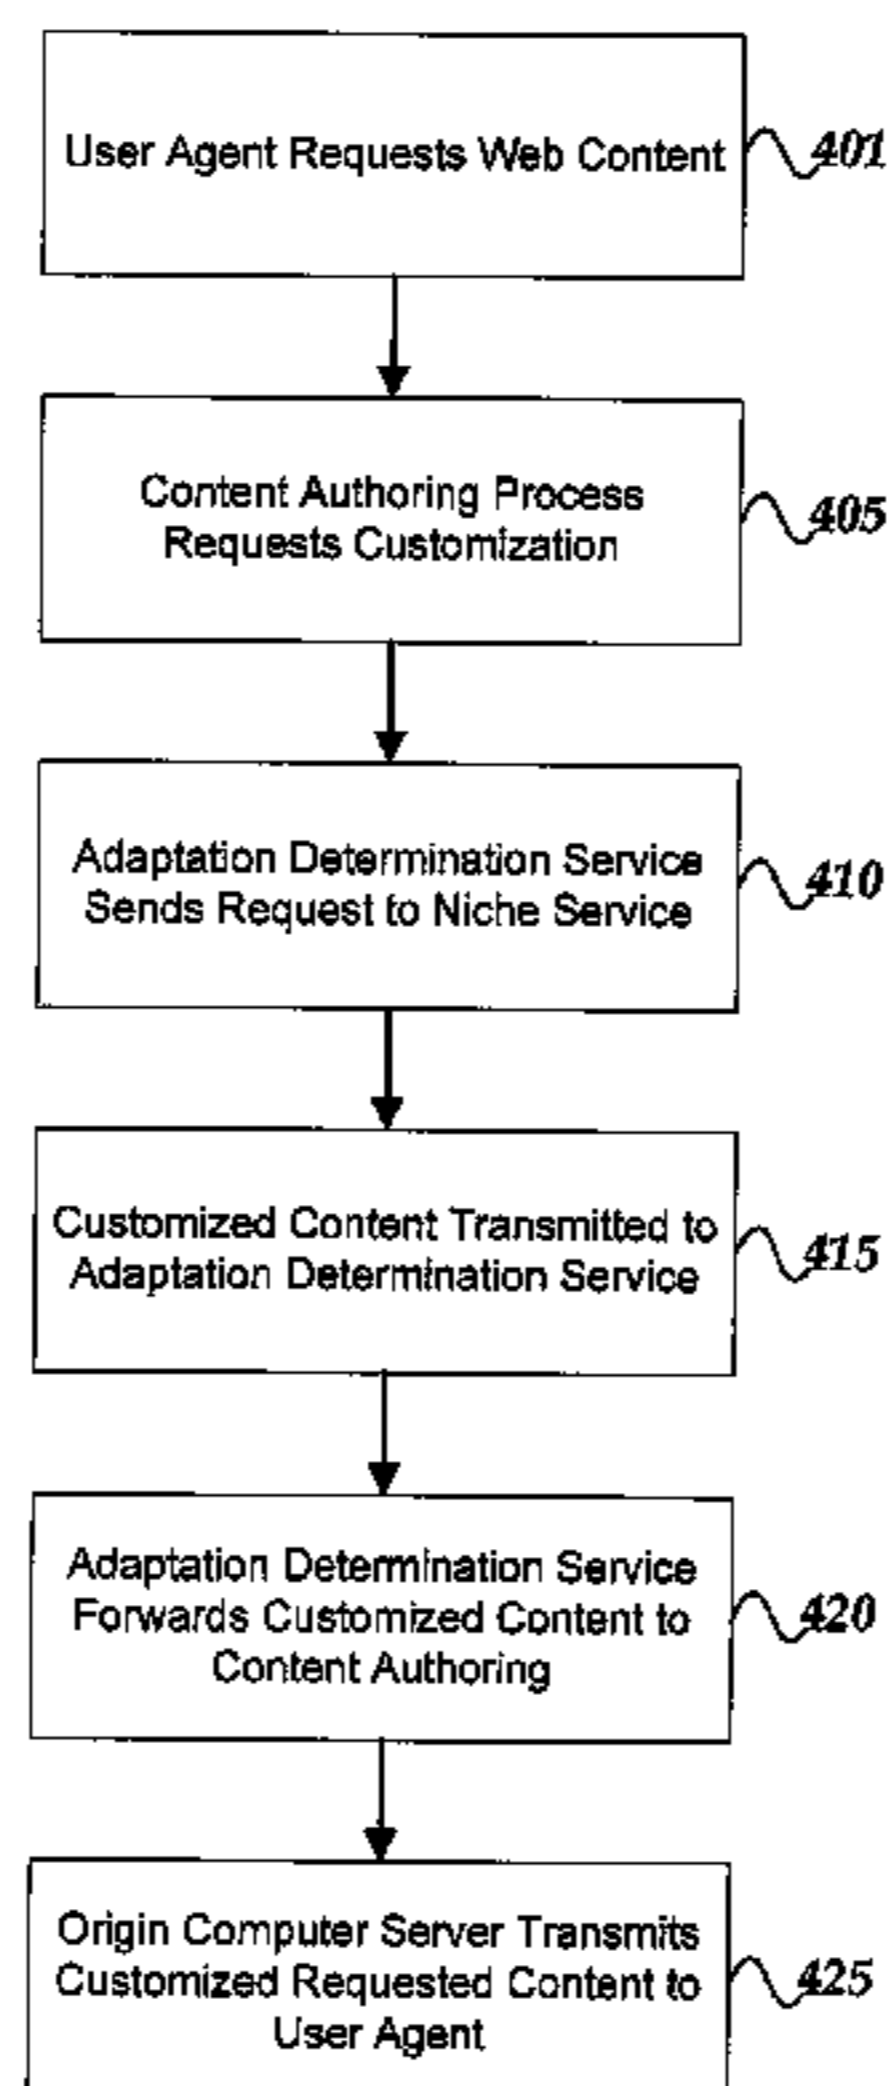 User Agent Requests Web Content
401
Content Authoring Process
Requests Customization
405
Adaptation Determination Service
Sends Request to Niche Service
410
Customized Content Transmitted to
Adaptation Determination Service
415
Adaptation Determination Service
Forwards Customized Content to
Content Authoring
420
Origin Computer Server Transmits
Customized Requested Content to
User Agent
425